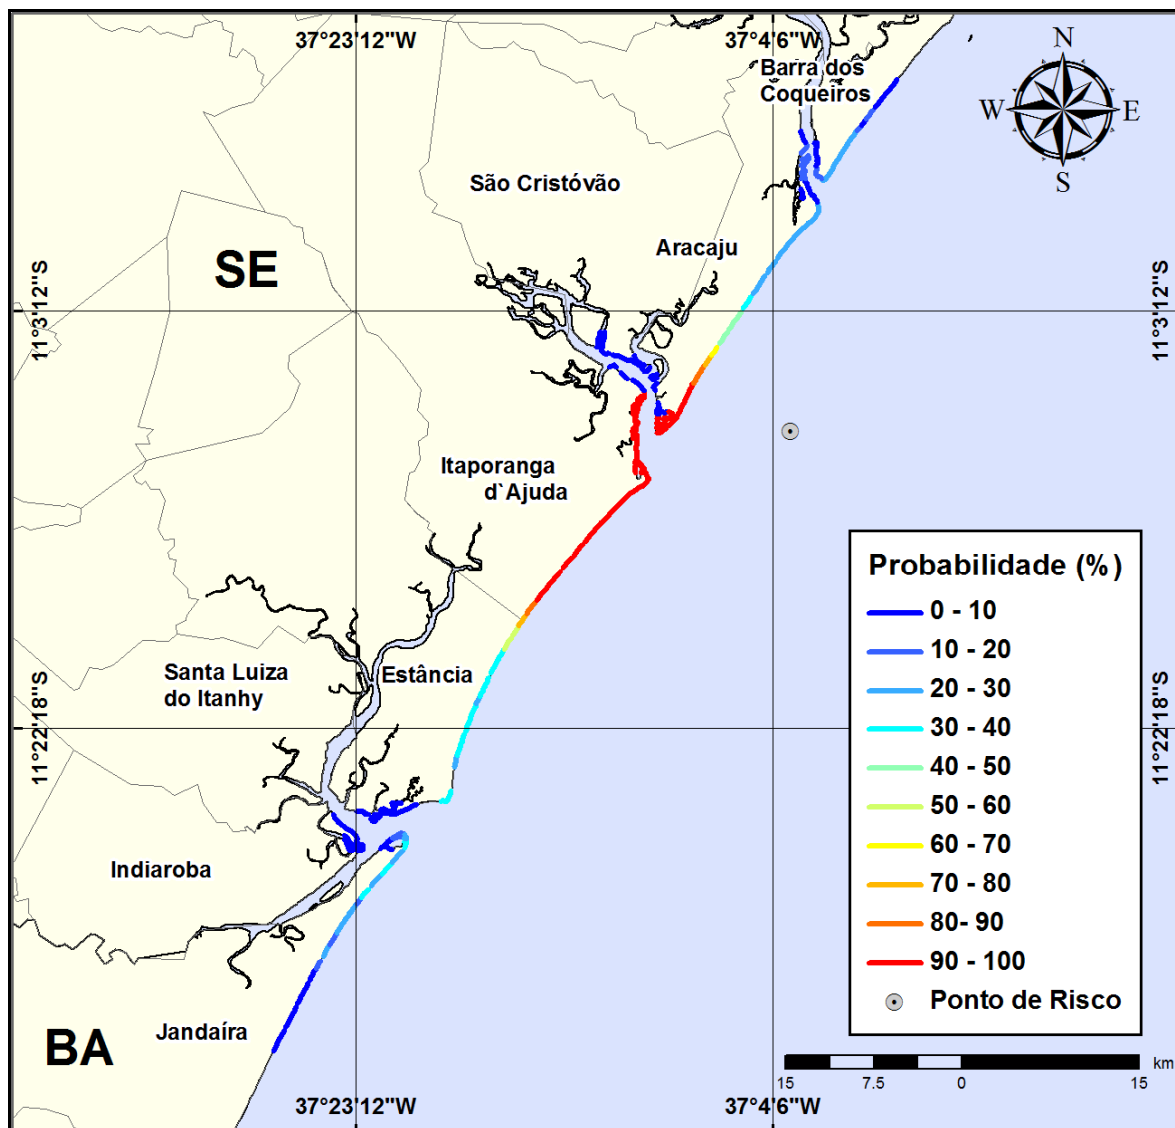 37°23'12"W
37°4'6"W
N
W
E
S
Barra dos
Coqueiros
São Cristóvão
Aracaju
SE
11°3'12"S
11°3'12"S
Itaporanga
d`Ajuda
Santa Luiza
do Itanhy
Estância
11°22'18"S
11°22'18"S
Indiaroba
Jandaíra
BA
Probabilidade (%)
0 - 10
10 - 20
20 - 30
30 - 40
40 - 50
50 - 60
60 - 70
70 - 80
80- 90
90 - 100
Ponto de Risco
km
15 7.5 0 15
37°23'12"W
37°4'6"W